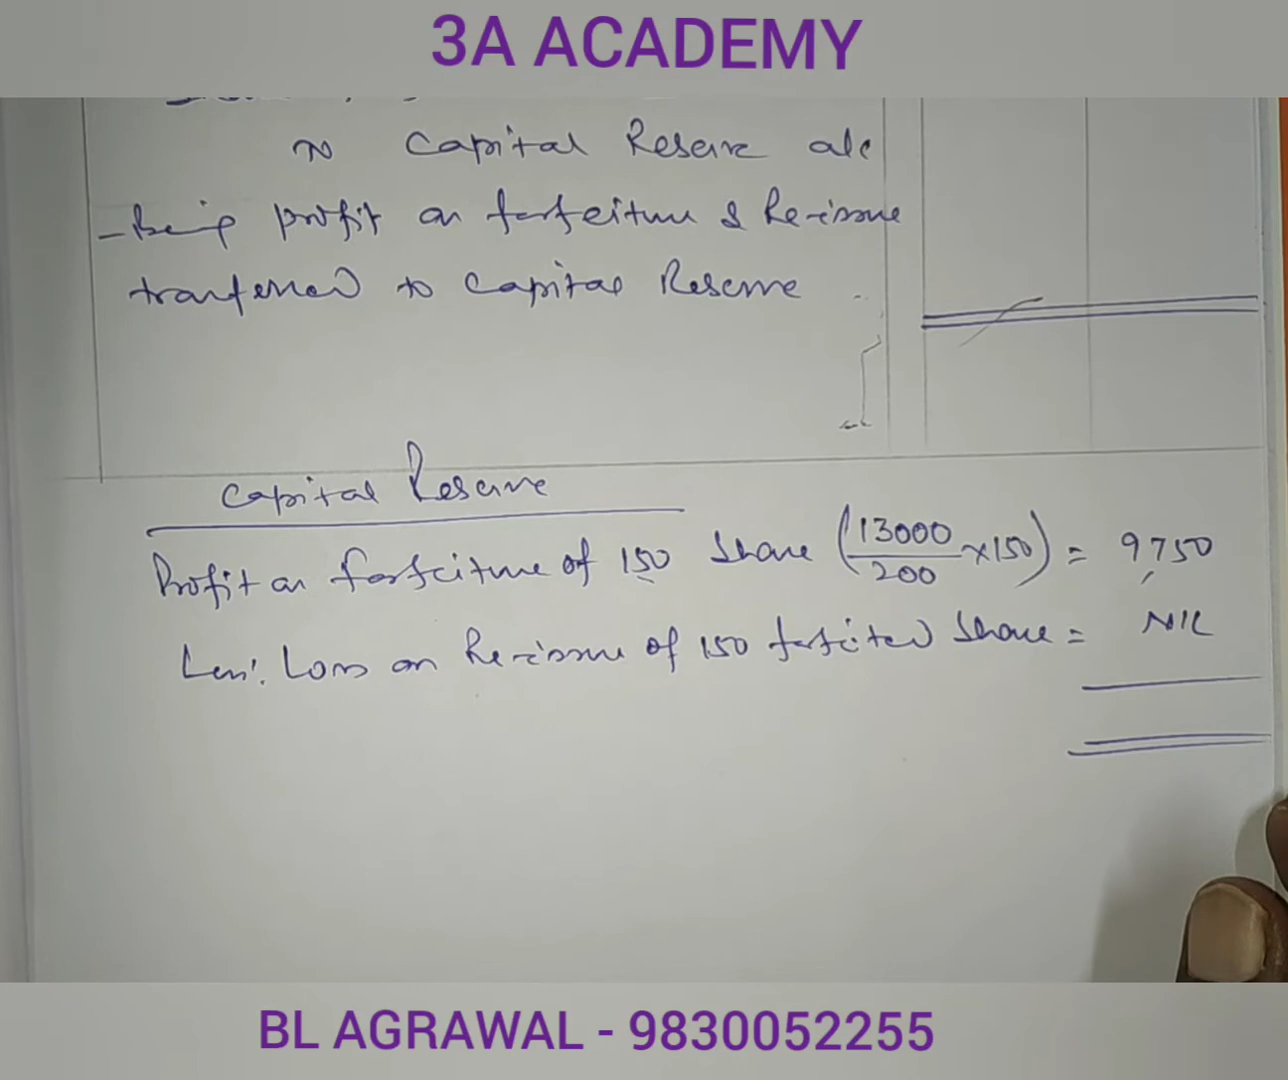 3A ACADEMY
To Capital Reserve a/c
- Being profit on forfeiture & Re-issue
tranferred to Capital Reserve
Capital Reserve
Profit on forfeiture of 150 Share (13000/200 ×150) = 9,750
Less: Loss on Re-issue of 150 forfeited Share = NIL
BL AGRAWAL - 9830052255